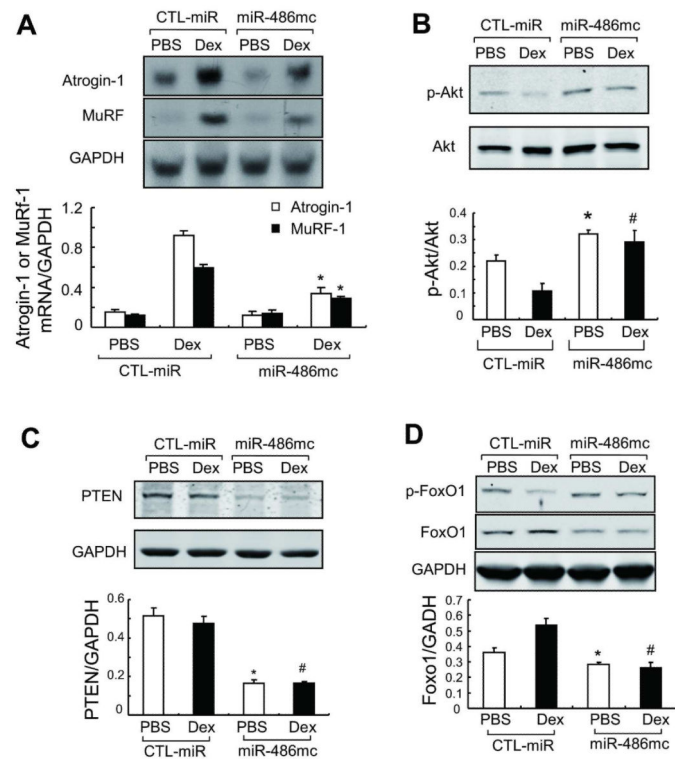 A
CTL-miR miR-486mc
PBS Dex PBS Dex
Atrogin-1
MuRF
GAPDH
Atrogin-1 or MuRf-1
mRNA/GAPDH
1.2
0.8
0.4
0
Atrogin-1
MuRF-1
* *
PBS Dex PBS Dex
CTL-miR miR-486mc
B
CTL-miR miR-486mc
PBS Dex PBS Dex
p-Akt
Akt
p-Akt/Akt
0.4
0.3
0.2
0.1
0
* #
PBS Dex PBS Dex
CTL-miR miR-486mc
C
CTL-miR miR-486mc
PBS Dex PBS Dex
PTEN
GAPDH
PTEN/GAPDH
0.6
0.4
0.2
0
* #
PBS Dex PBS Dex
CTL-miR miR-486mc
D
CTL-miR miR-486mc
PBS Dex PBS Dex
p-FoxO1
FoxO1
GAPDH
Foxo1/GADH
0.7
0.6
0.5
0.4
0.3
0.2
0.1
0
* #
PBS Dex PBS Dex
CTL-miR miR-486mc